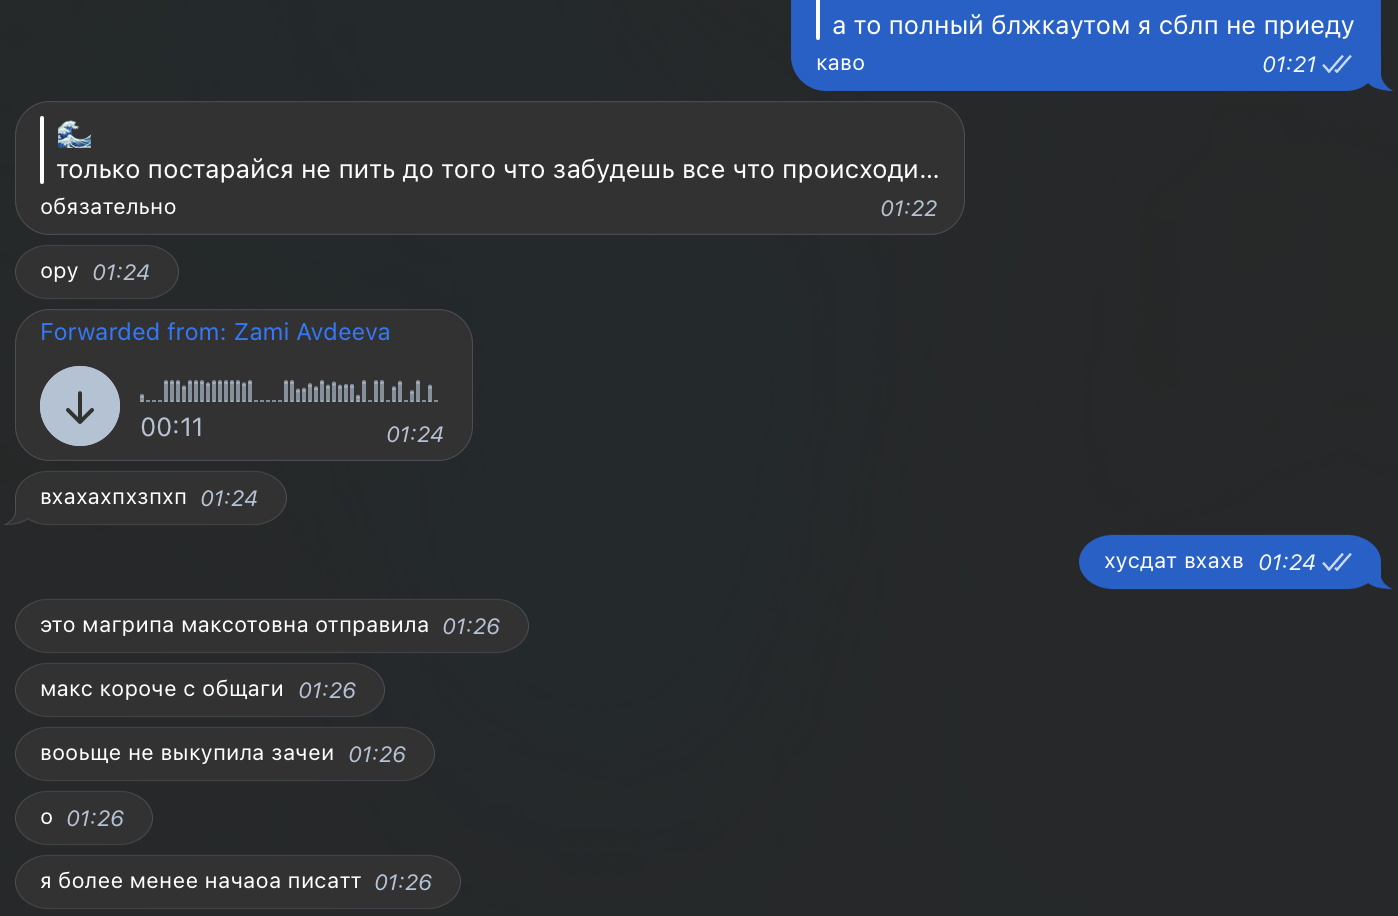 а то полный блжкаутом я сблп не приеду
каво 01:21
🌊
только постарайся не пить до того что забудешь все что происходи...
обязательно 01:22
ору 01:24
Forwarded from: Zami Avdeeva
00:11 01:24
вхахахпхзпхп 01:24
хусдат вхахв 01:24
это магрипа максотовна отправила 01:26
макс короче с общаги 01:26
вооьще не выкупила зачеи 01:26
о 01:26
я более менее начаоа писатт 01:26